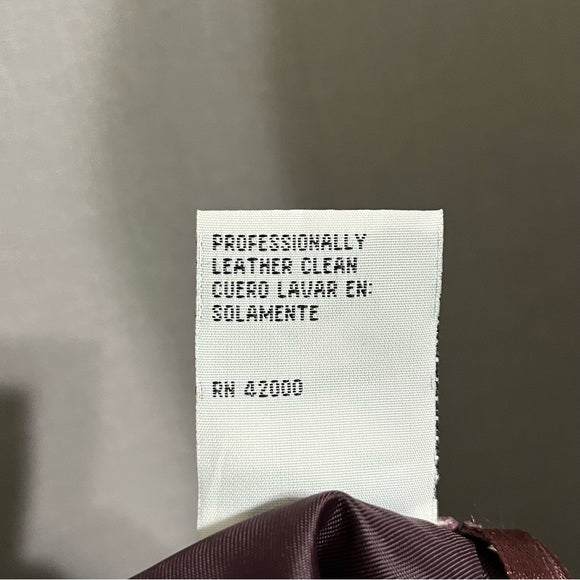 PROFESSIONALLY
LEATHER CLEAN
CUERO LAVAR EN:
SOLAMENTE
RN 42000